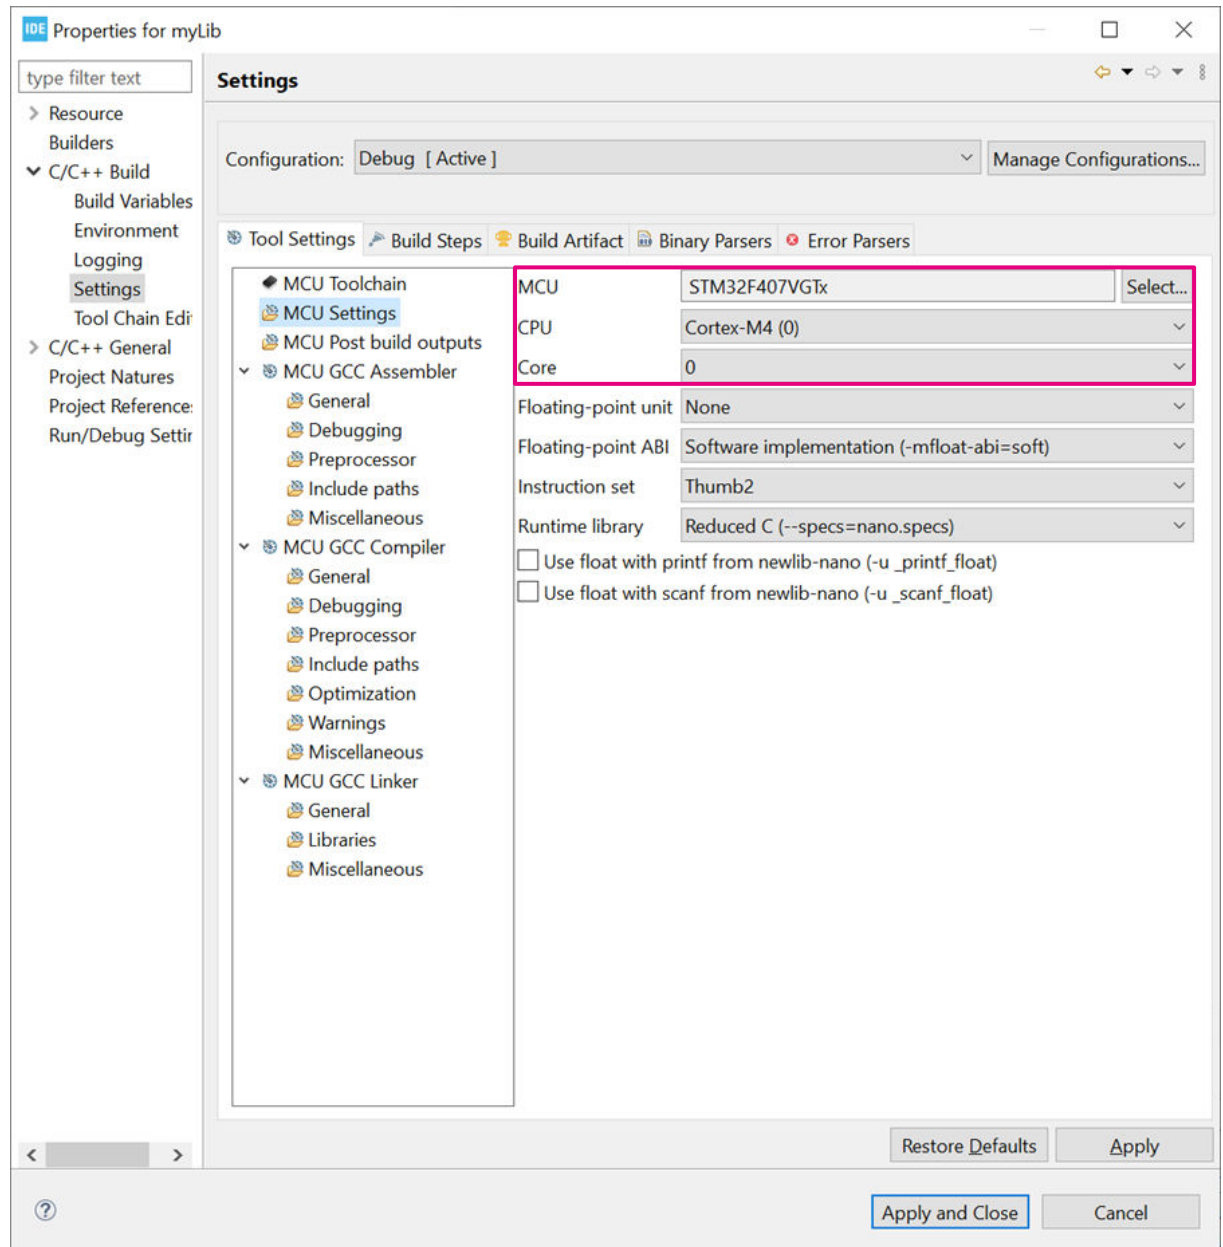 IDE Properties for myLib
type filter text
Resource
Builders
C/C++ Build
Build Variables
Environment
Logging
Settings
Tool Chain Edi
C/C++ General
Project Natures
Project Reference
Run/Debug Settir
Settings
Configuration: Debug [ Active ] Manage Configurations...
Tool Settings Build Steps Build Artifact Binary Parsers Error Parsers
MCU Toolchain
MCU Settings
MCU Post build outputs
MCU GCC Assembler
General
Debugging
Preprocessor
Include paths
Miscellaneous
MCU GCC Compiler
General
Debugging
Preprocessor
Include paths
Optimization
Warnings
Miscellaneous
MCU GCC Linker
General
Libraries
Miscellaneous
MCU STM32F407VGTx Select...
CPU Cortex-M4 (0)
Core 0
Floating-point unit None
Floating-point ABI Software implementation (-mfloat-abi=soft)
Instruction set Thumb2
Runtime library Reduced C (--specs=nano.specs)
Use float with printf from newlib-nano (-u _printf_float)
Use float with scanf from newlib-nano (-u _scanf_float)
Restore Defaults Apply
? Apply and Close Cancel